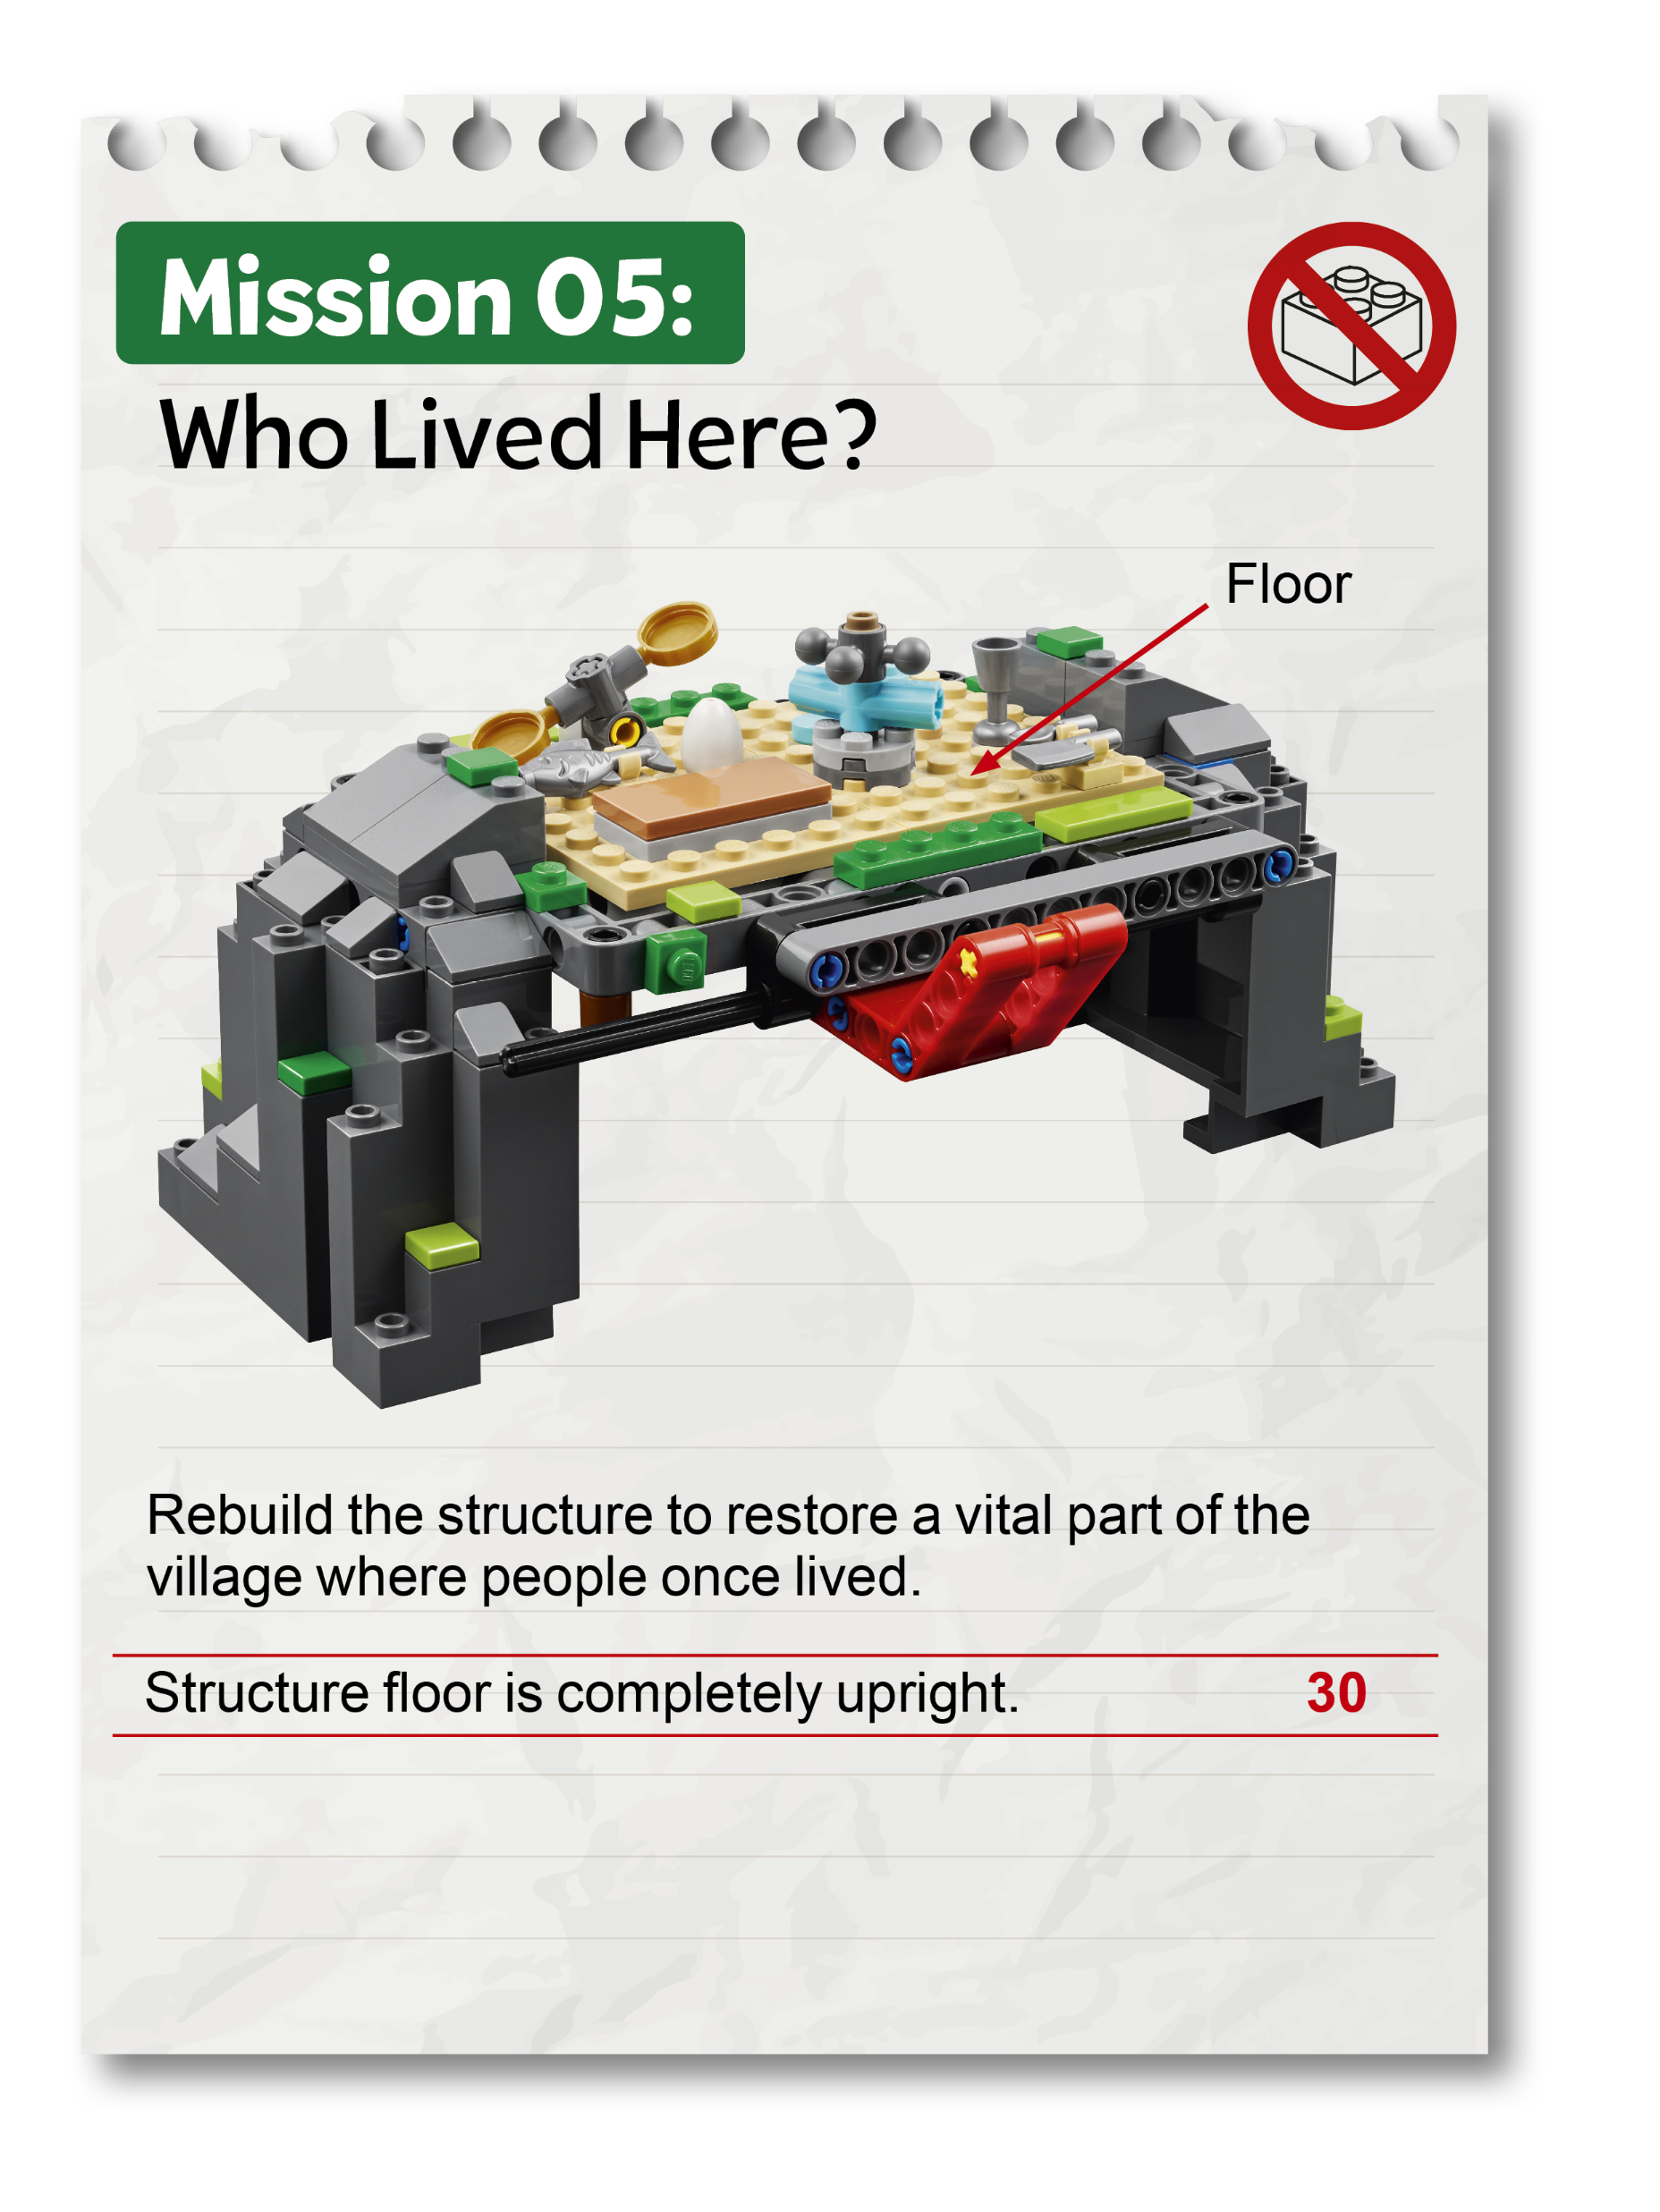 Mission 05:
Who Lived Here?
Floor
Rebuild the structure to restore a vital part of the
village where people once lived.
Structure floor is completely upright. 30